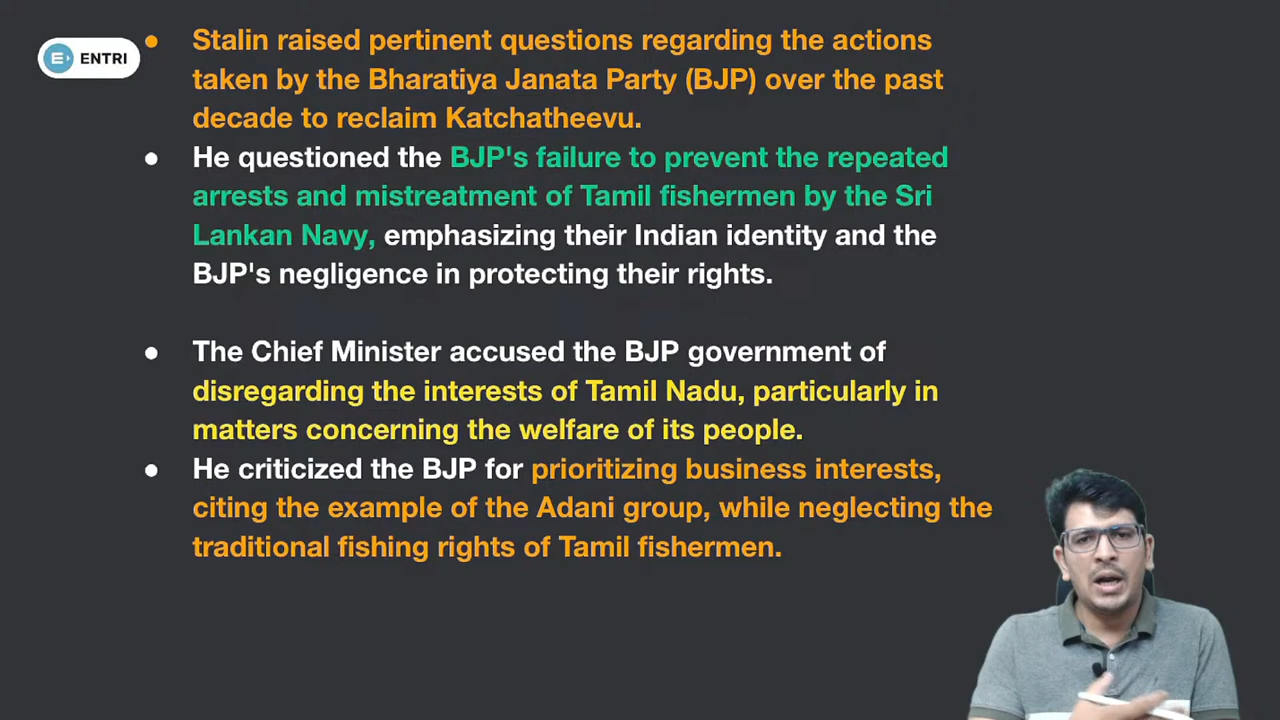 ENTRI
● Stalin raised pertinent questions regarding the actions
taken by the Bharatiya Janata Party (BJP) over the past
decade to reclaim Katchatheevu.
● He questioned the BJP's failure to prevent the repeated
arrests and mistreatment of Tamil fishermen by the Sri
Lankan Navy, emphasizing their Indian identity and the
BJP's negligence in protecting their rights.
● The Chief Minister accused the BJP government of
disregarding the interests of Tamil Nadu, particularly in
matters concerning the welfare of its people.
● He criticized the BJP for prioritizing business interests,
citing the example of the Adani group, while neglecting the
traditional fishing rights of Tamil fishermen.